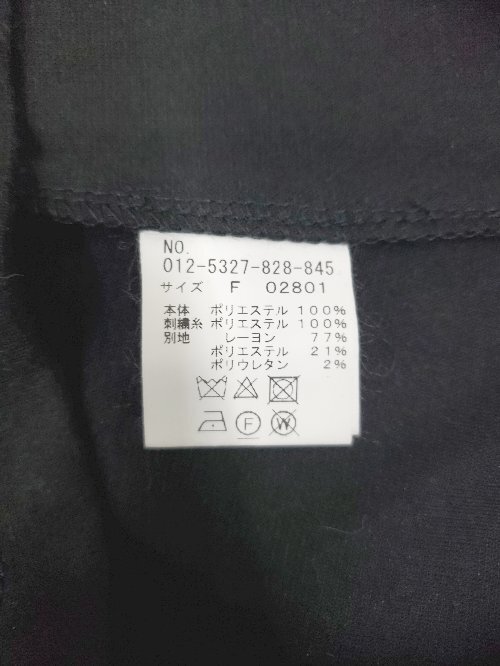 NO.
012-5327-828-845
サイズ F 02801
本体 ポリエステル 100%
刺繍糸 ポリエステル 100%
別地 レーヨン 77%
ポリエステル 21%
ポリウレタン 2%
F W